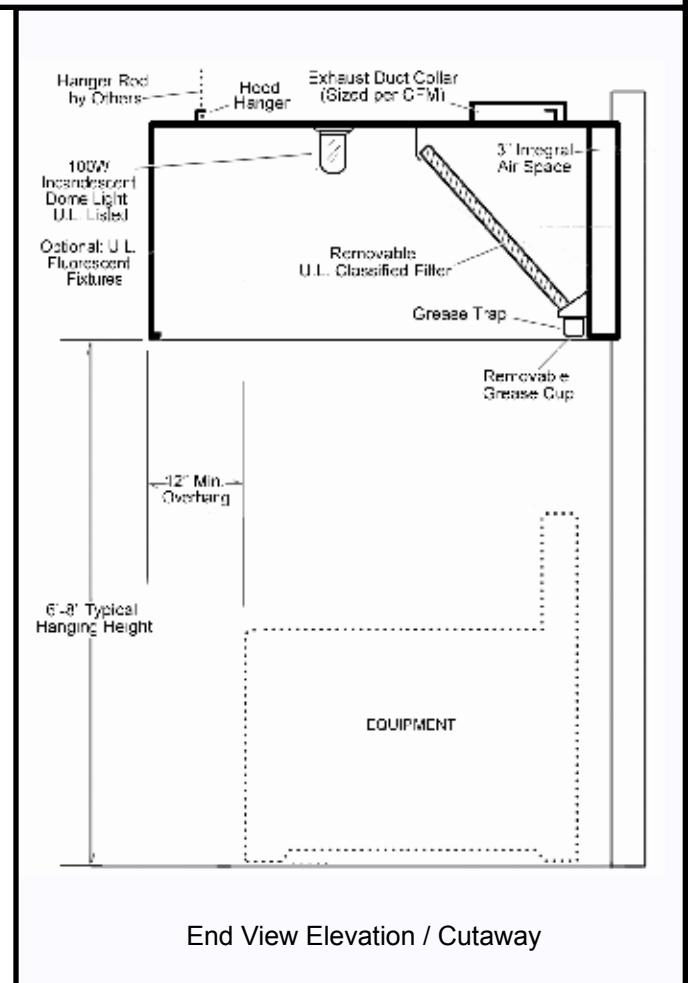 Hanger Rod
by Others
Hood
Hanger
Exhaust Duct Collar
(Sized per CFM)
3" Integral
Air Space
100W
Incandescent
Dome Light
U.L. Listed
Optional: U.L.
Fluorescent
Fixtures
Removable
U.L. Classified Filter
Grease Trap
Removable
Grease Cup
12" Min.
Overhang
6'-8" Typical
Hanging Height
EQUIPMENT
End View Elevation / Cutaway